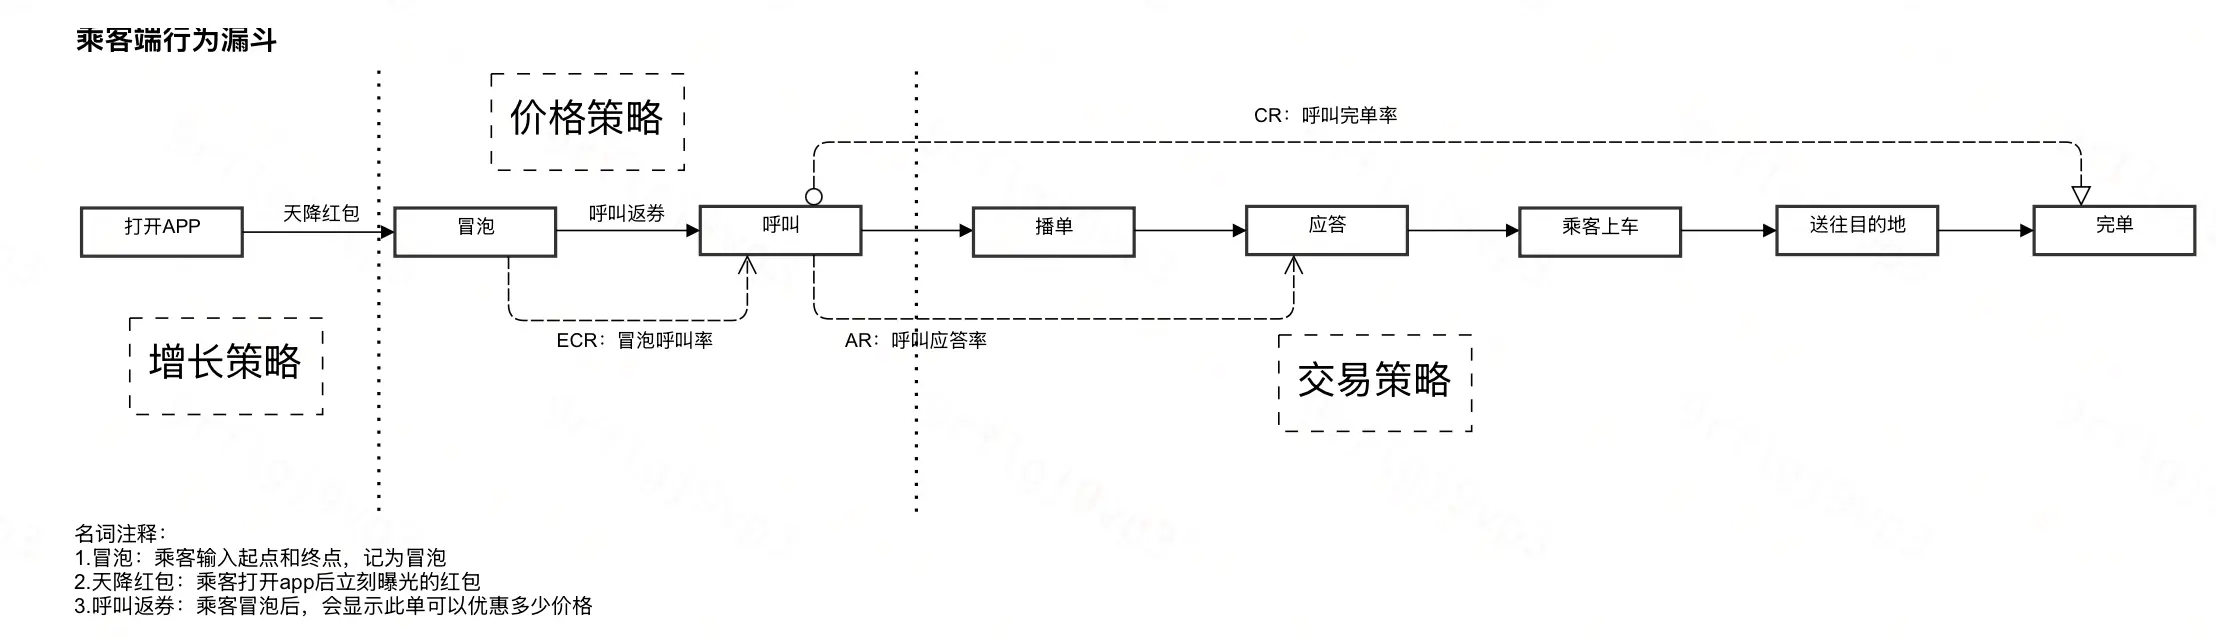 乘客端行为漏斗
价格策略
CR：呼叫完单率
打开APP
天降红包
冒泡
呼叫返券
呼叫
播单
应答
乘客上车
送往目的地
完单
ECR：冒泡呼叫率
AR：呼叫应答率
增长策略
交易策略
名词注释：
1.冒泡：乘客输入起点和终点，记为冒泡
2.天降红包：乘客打开app后立刻曝光的红包
3.呼叫返券：乘客冒泡后，会显示此单可以优惠多少价格